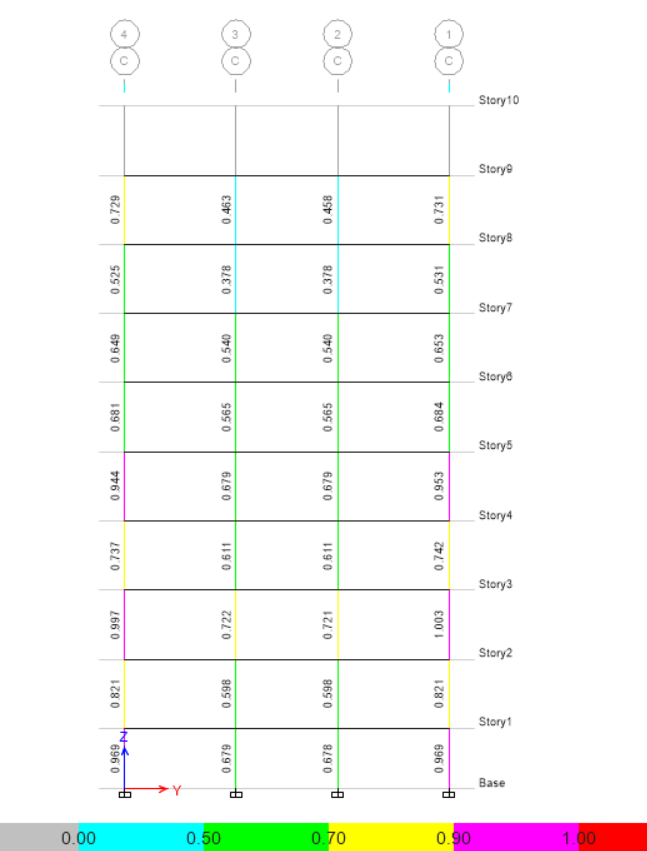 4 3 2 1
C C C C
Story10
Story9
0.729 0.463 0.458 0.731
Story8
0.525 0.378 0.378 0.531
Story7
0.649 0.540 0.540 0.653
Story6
0.681 0.565 0.565 0.684
Story5
0.944 0.679 0.679 0.953
Story4
0.737 0.611 0.611 0.742
Story3
0.997 0.722 0.721 1.003
Story2
0.821 0.598 0.598 0.821
Story1
Z
0.969 0.679 0.678 0.969
Base
Y
0.00 0.50 0.70 0.90 1.00